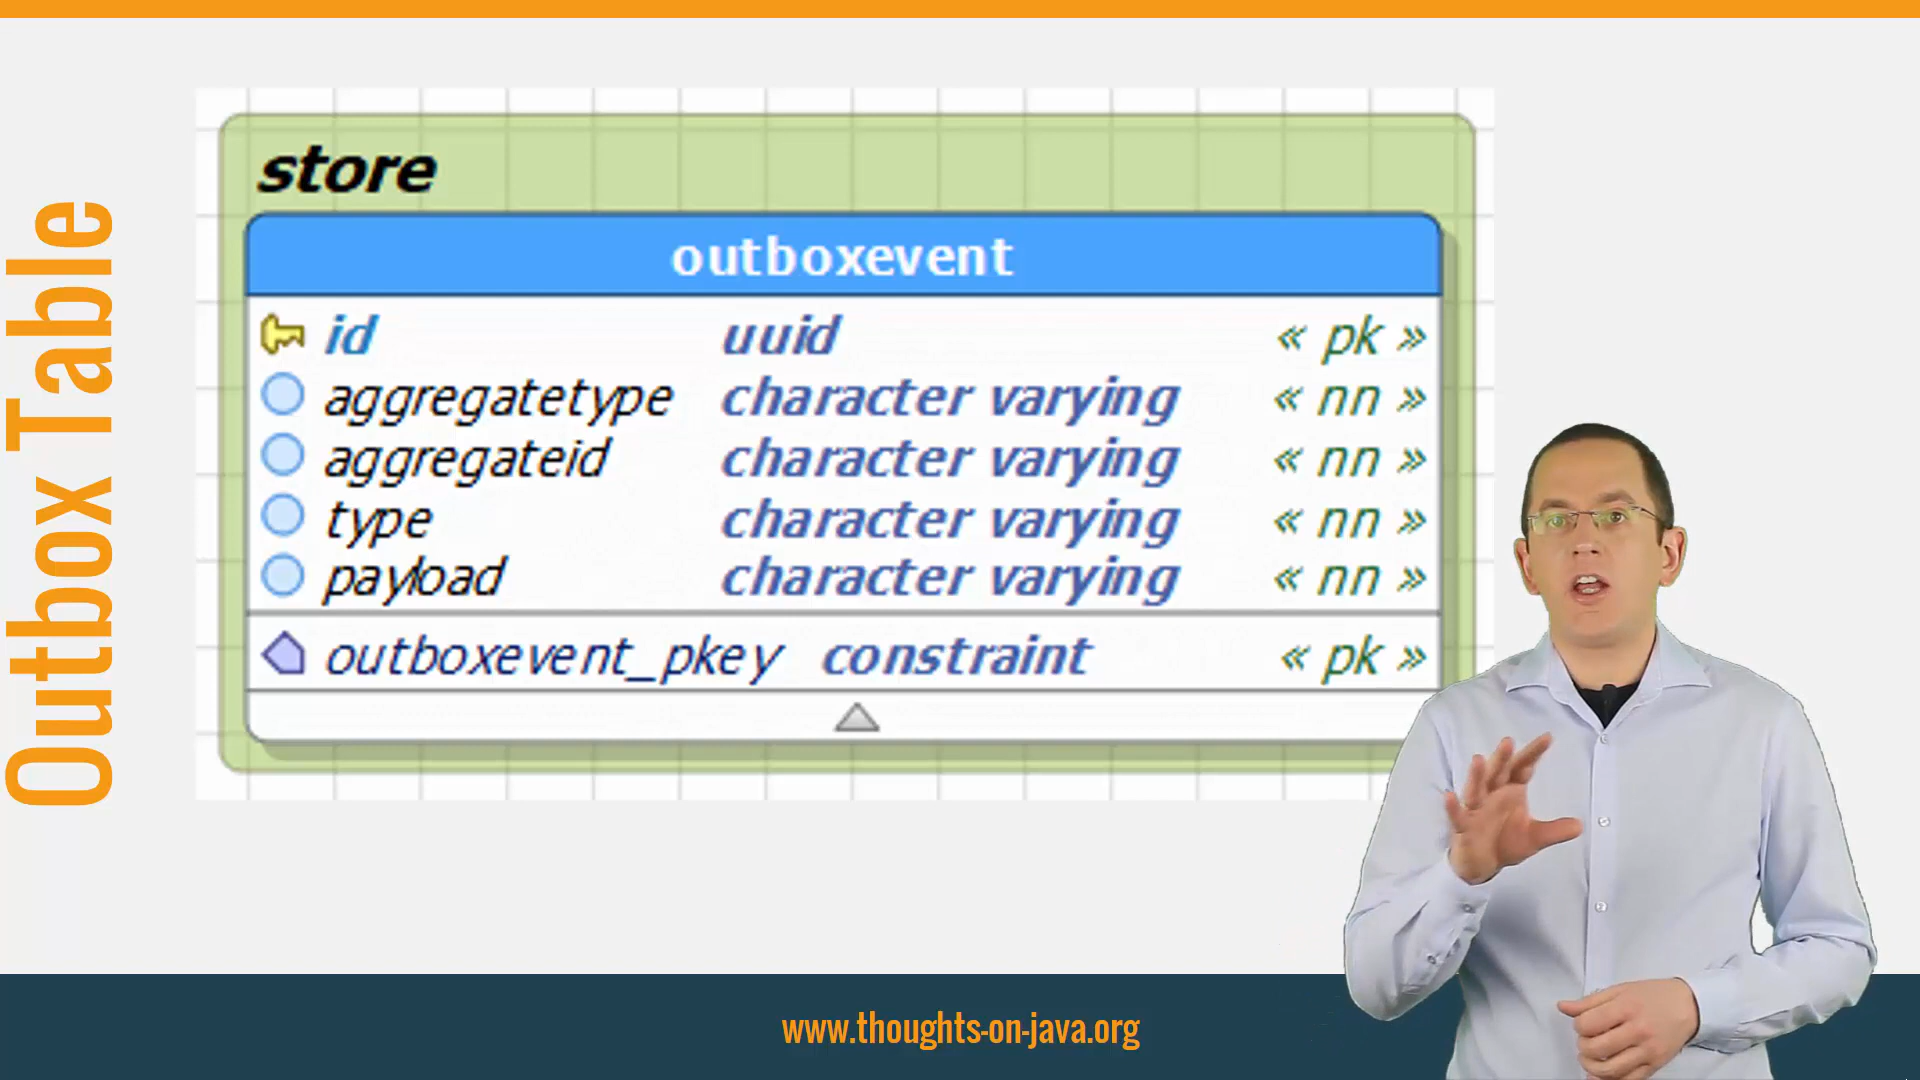 Outbox Table
store
outboxevent
id uuid « pk »
aggregatetype character varying « nn »
aggregateid character varying « nn »
type character varying « nn »
payload character varying « nn »
outboxevent_pkey constraint « pk »
www.thoughts-on-java.org